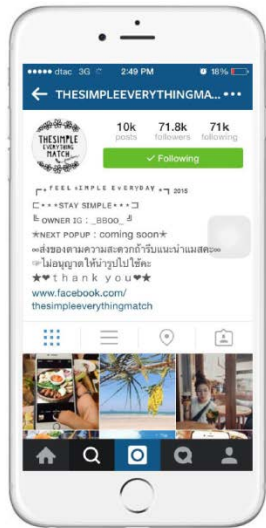 dtac 3G 2:49 PM 18%
THESIMPLEEVERYTHINGMA...
THESIMPLE
EVERYTHING
MATCH
10k 71.8k 71k
posts followers following
✓ Following
FEEL SIMPLE EVERYDAY 2015
***STAY SIMPLE***
OWNER IG : _BBOO_
★NEXT POPUP : coming soon★
∞ส่งของตามความสะดวกถ้ารีบแนะนำแมสค
☞ไม่อนุญาตให้นำรูปไปใช้คะ
★♥thank you♥★
www.facebook.com/
thesimpleeverythingmatch